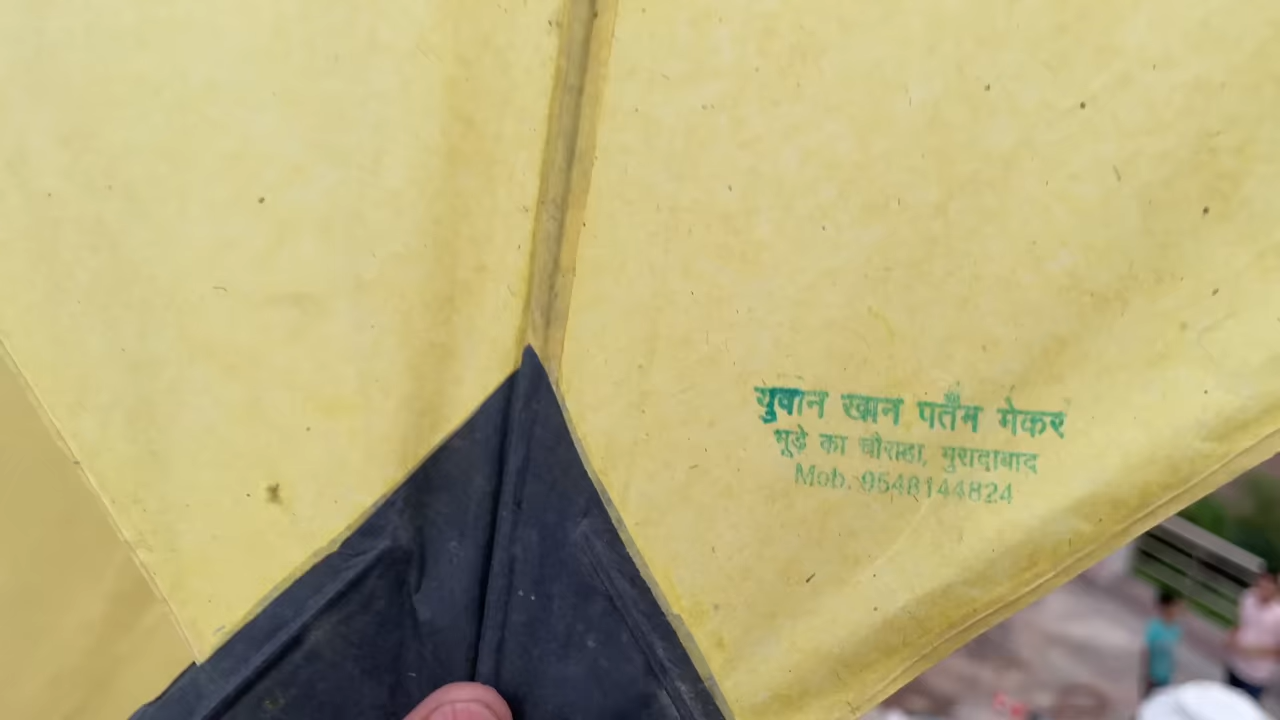 युवान खान पतँग मेकर
भूड़े का चौराहा, मुरादाबाद
Mob. 9548144824